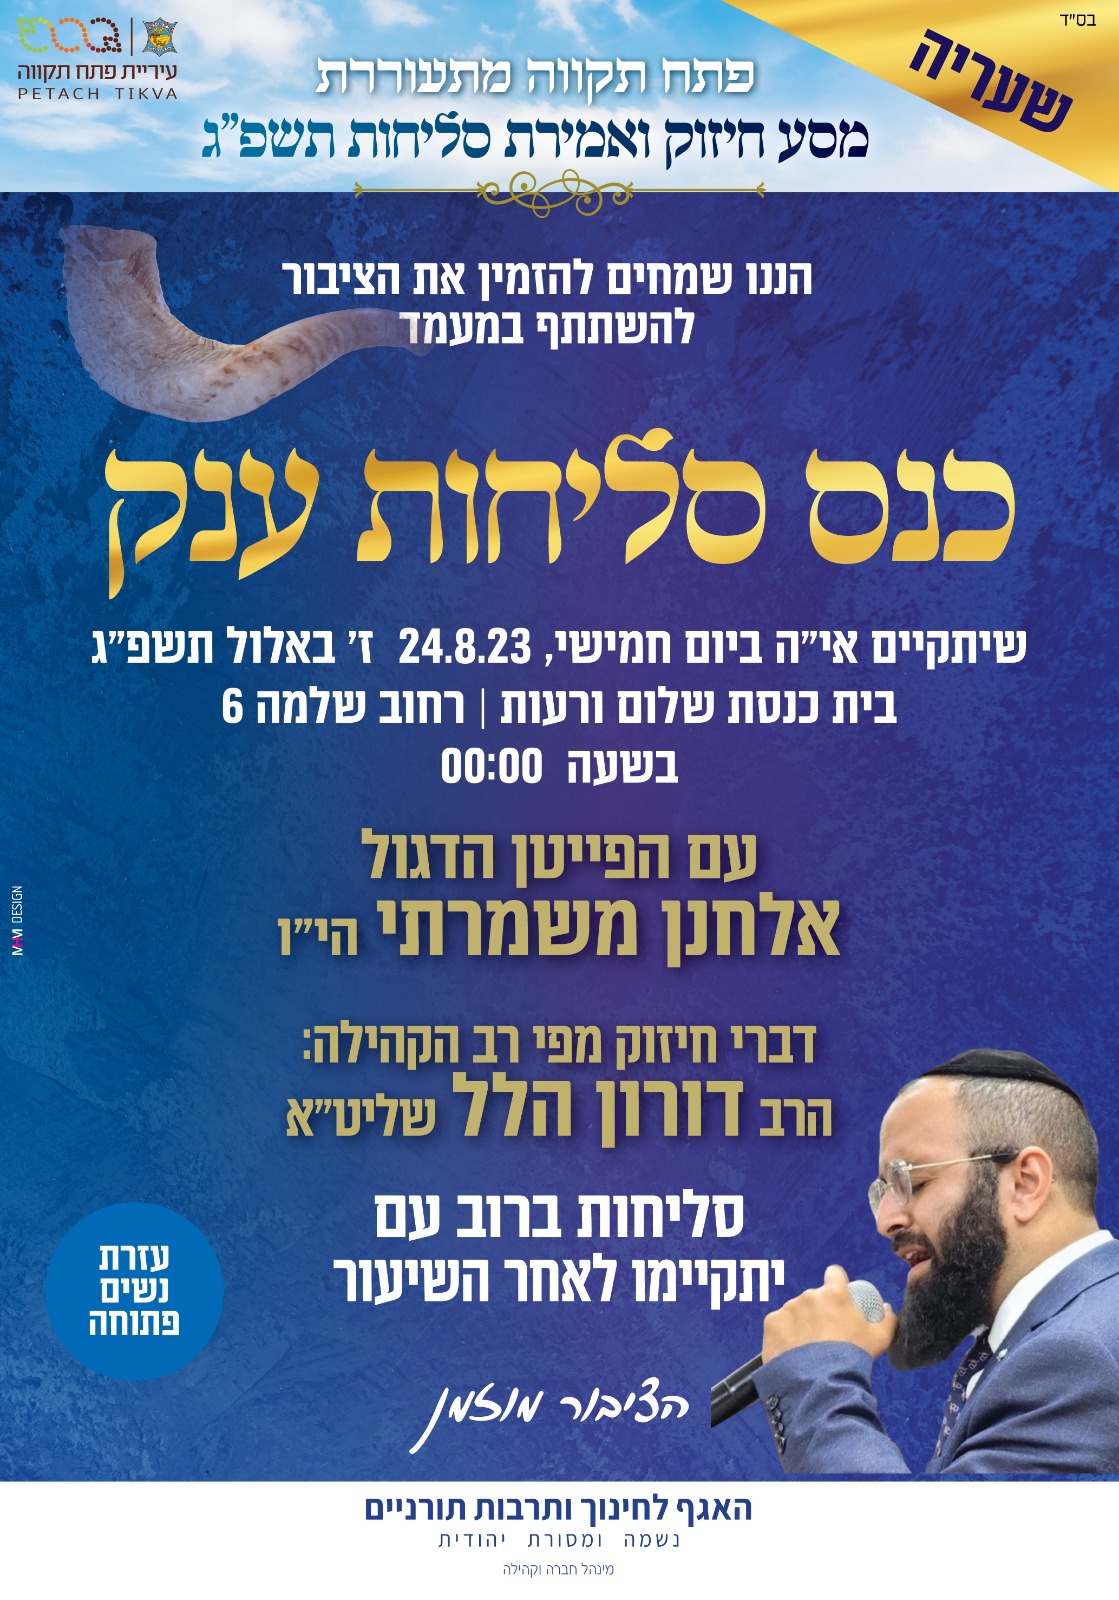 בס"ד
שעריה
עיריית פתח תקווה
PETACH TIKVA
פתח תקווה מתעוררת
מסע חיזוק ואמירת סליחות תשפ"ג
הננו שמחים להזמין את הציבור
להשתתף במעמד
כנס סליחות ענק
שיתקיים אי"ה ביום חמישי, 24.8.23 ז' באלול תשפ"ג
בית כנסת שלום ורעות | רחוב שלמה 6
בשעה 00:00
עם הפייטן הדגול
אלחנן משמרתי הי"ו
דברי חיזוק מפי רב הקהילה:
הרב דורון הלל שליט"א
סליחות ברוב עם
יתקיימו לאחר השיעור
עזרת
נשים
פתוחה
הציבור מוזמן
MHM DESIGN
האגף לחינוך ותרבות תורניים
נשמה ומסורת יהודית
מינהל חברה וקהילה